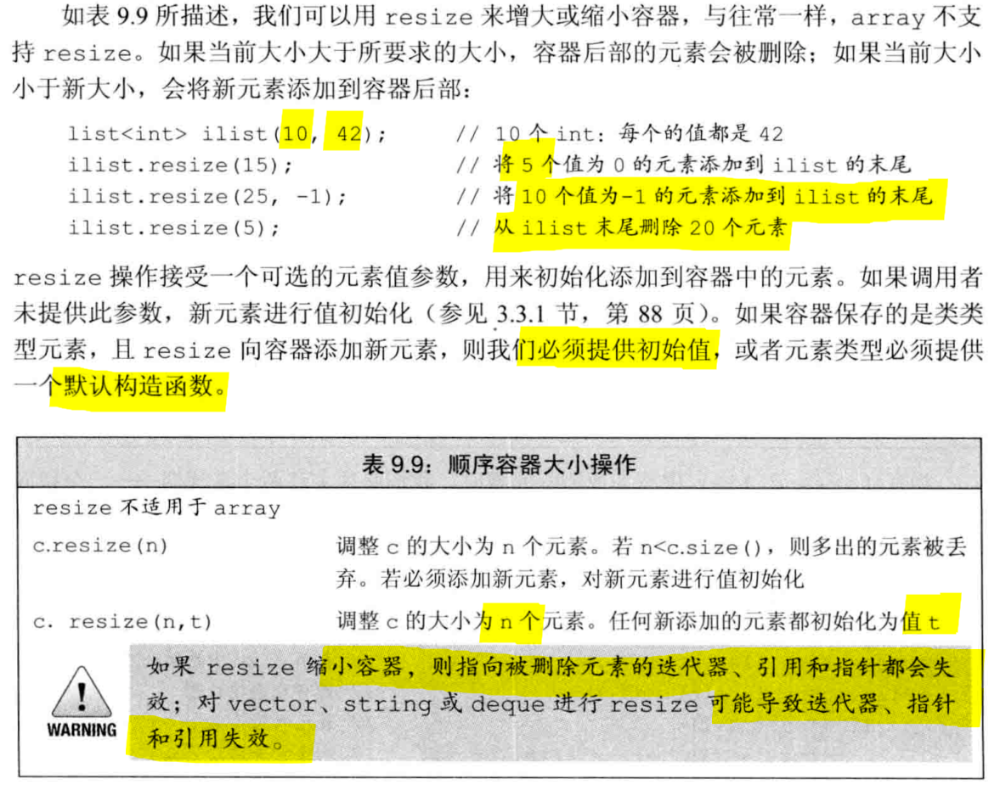 如表 9.9 所描述，我们可以用 resize 来增大或缩小容器，与往常一样，array 不支
持 resize。如果当前大小大于所要求的大小，容器后部的元素会被删除；如果当前大小
小于新大小，会将新元素添加到容器后部：
list<int> ilist(10, 42); // 10 个 int：每个的值都是 42
ilist.resize(15); // 将 5 个值为 0 的元素添加到 ilist 的末尾
ilist.resize(25, -1); // 将 10 个值为-1 的元素添加到 ilist 的末尾
ilist.resize(5); // 从 ilist 末尾删除 20 个元素
resize 操作接受一个可选的元素值参数，用来初始化添加到容器中的元素。如果调用者
未提供此参数，新元素进行值初始化（参见 3.3.1 节，第 88 页）。如果容器保存的是类类
型元素，且 resize 向容器添加新元素，则我们必须提供初始值，或者元素类型必须提供
一个默认构造函数。
表 9.9：顺序容器大小操作
resize 不适用于 array
c.resize(n) 调整 c 的大小为 n 个元素。若 n<c.size()，则多出的元素被丢
弃。若必须添加新元素，对新元素进行值初始化
c. resize(n,t) 调整 c 的大小为 n 个元素。任何新添加的元素都初始化为值 t
如果 resize 缩小容器，则指向被删除元素的迭代器、引用和指针都会失
效；对 vector、string 或 deque 进行 resize 可能导致迭代器、指针
和引用失效。
WARNING